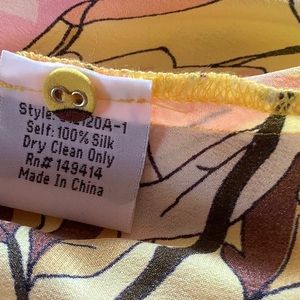 Style:
Self: 100% Silk
Dry Clean Only
Rn# 149414
Made In China